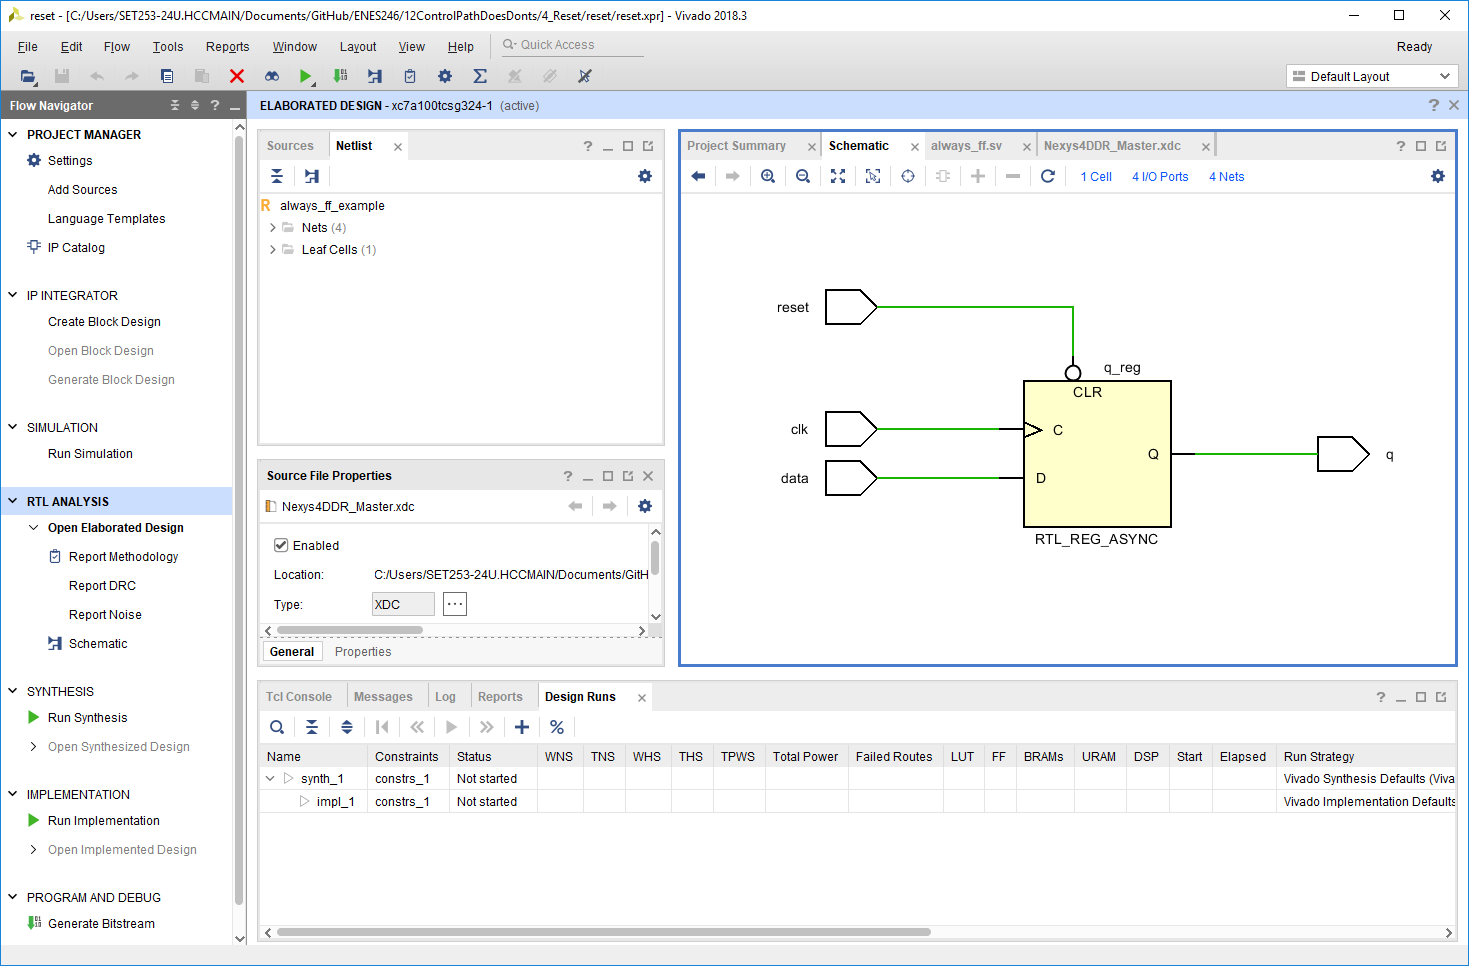 reset - [C:/Users/SET253-24U.HCCMAIN/Documents/GitHub/ENES246/12ControlPathDoesDonts/4_Reset/reset/reset.xpr] - Vivado 2018.3
File Edit Flow Tools Reports Window Layout View Help Quick Access Ready
Default Layout
Flow Navigator
PROJECT MANAGER
Settings
Add Sources
Language Templates
IP Catalog
IP INTEGRATOR
Create Block Design
Open Block Design
Generate Block Design
SIMULATION
Run Simulation
RTL ANALYSIS
Open Elaborated Design
Report Methodology
Report DRC
Report Noise
Schematic
SYNTHESIS
Run Synthesis
Open Synthesized Design
IMPLEMENTATION
Run Implementation
Open Implemented Design
PROGRAM AND DEBUG
Generate Bitstream
ELABORATED DESIGN - xc7a100tcsg324-1 (active)
Sources Netlist
always_ff_example
Nets (4)
Leaf Cells (1)
Source File Properties
Nexys4DDR_Master.xdc
Enabled
Location: C:/Users/SET253-24U.HCCMAIN/Documents/GitH
Type: XDC
General Properties
Project Summary Schematic always_ff.sv Nexys4DDR_Master.xdc
1 Cell 4 I/O Ports 4 Nets
reset
q_reg
CLR
clk
C
Q
q
data
D
RTL_REG_ASYNC
Tcl Console Messages Log Reports Design Runs
Name Constraints Status WNS TNS WHS THS TPWS Total Power Failed Routes LUT FF BRAMs URAM DSP Start Elapsed Run Strategy
synth_1 constrs_1 Not started Vivado Synthesis Defaults (Viva
impl_1 constrs_1 Not started Vivado Implementation Defaults